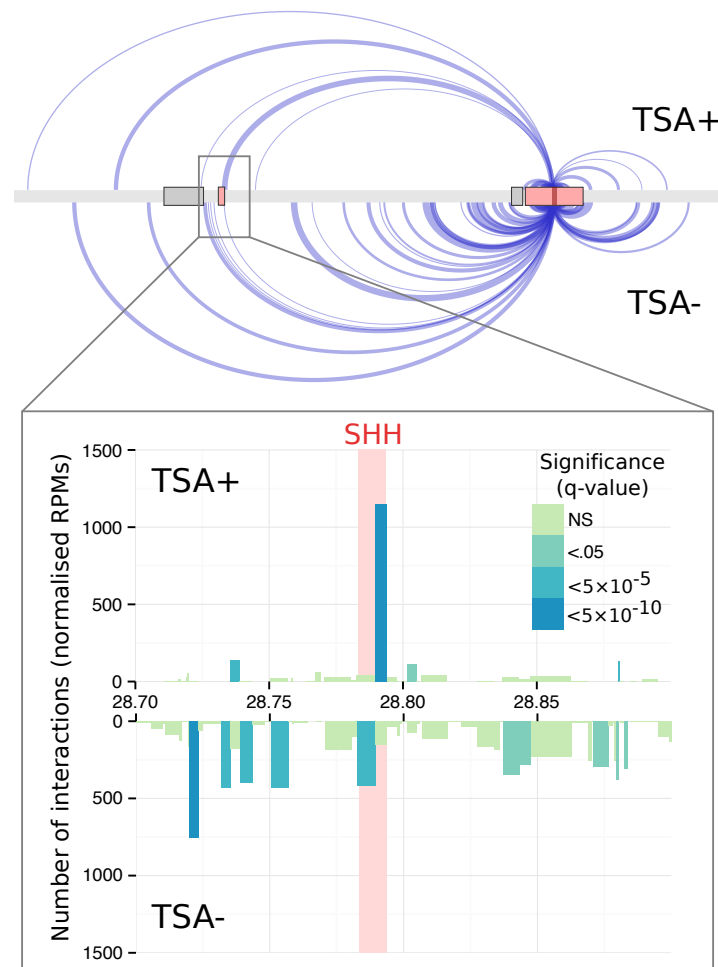 TSA+
TSA-
SHH
Number of interactions (normalised RPMs)
1500
1000
500
0
TSA+
Significance
(q-value)
NS
<.05
<5×10-5
<5×10-10
28.70 28.75 28.80 28.85
0
500
1000
1500
TSA-